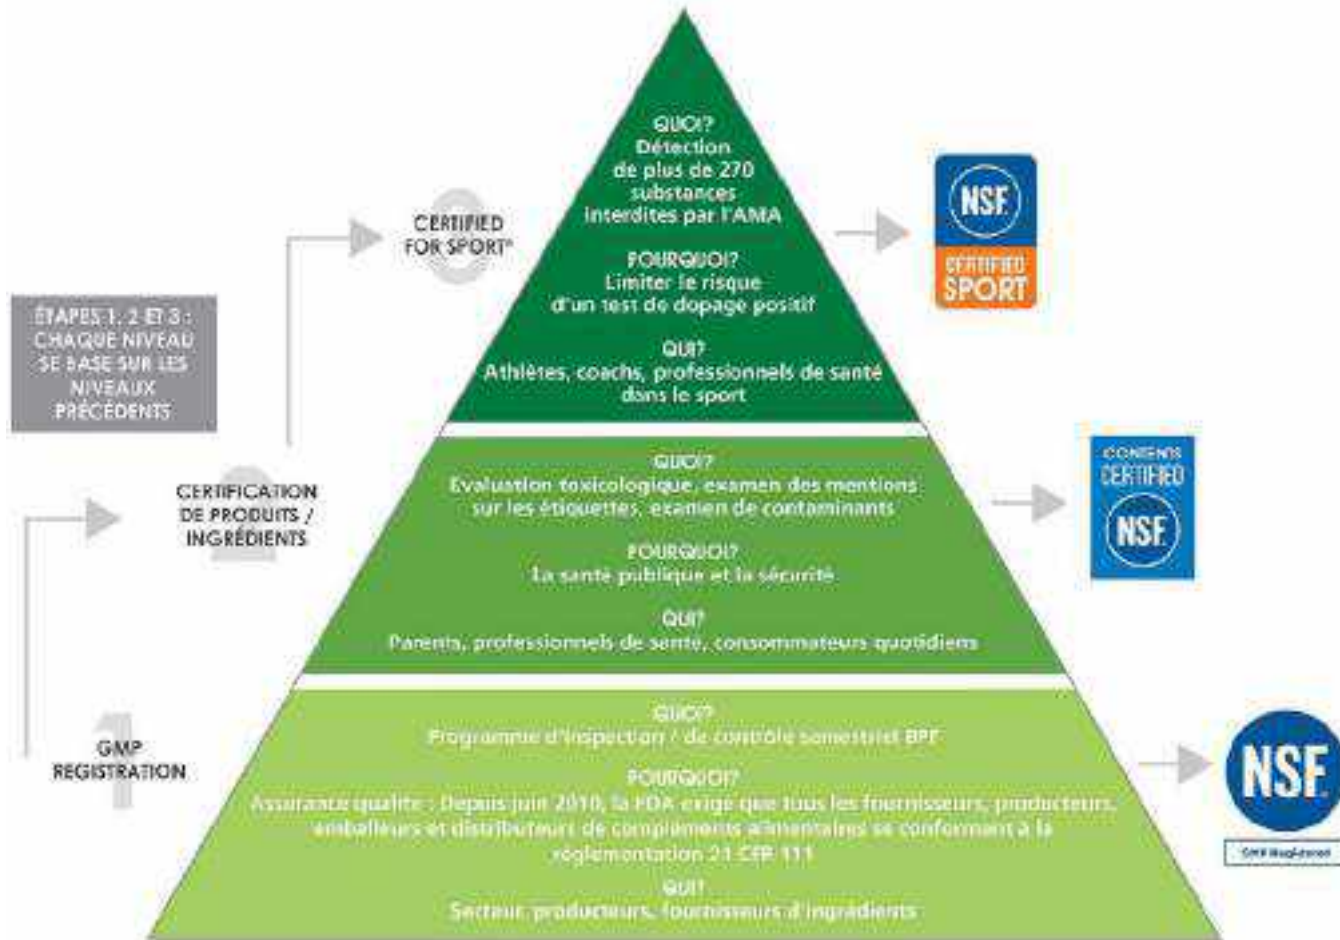 QUOI?
Détection
de plus de 270
substances
interdites par l'AMA
POURQUOI?
Limiter le risque
d'un test de dopage positif
QUI?
Athlètes, coachs, professionnels de santé
dans le sport
3
CERTIFIED
FOR SPORT®
NSF
CERTIFIED
SPORT
ÉTAPES 1, 2 ET 3 :
CHAQUE NIVEAU
SE BASE SUR LES
NIVEAUX
PRÉCÉDENTS
QUOI?
Evaluation toxicologique, examen des mentions
sur les étiquettes, examen de contaminants
POURQUOI?
La santé publique et la sécurité
QUI?
Parents, professionnels de santé, consommateurs quotidiens
2
CERTIFICATION
DE PRODUITS /
INGRÉDIENTS
CONTENTS
CERTIFIED
NSF
QUOI?
Programme d'inspection / de contrôle semestriel BPF
POURQUOI?
Assurance qualité : Depuis juin 2010, la FDA exige que tous les fournisseurs, producteurs,
emballeurs et distributeurs de compléments alimentaires se conforment à la
réglementation 21 CFR 111
QUI?
Secteur, producteurs, fournisseurs d'ingrédients
1
GMP
REGISTRATION
NSF
GMP Registered